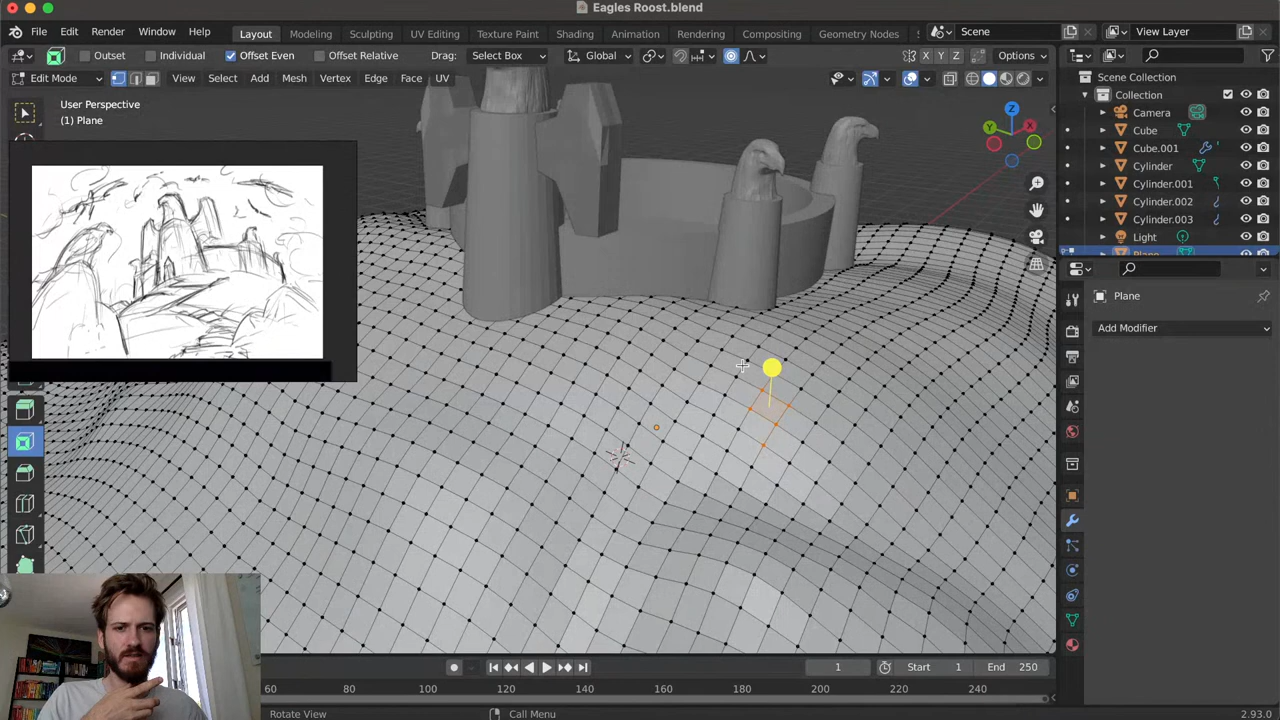 Eagles Roost.blend
File Edit Render Window Help Layout Modeling Sculpting UV Editing Texture Paint Shading Animation Rendering Compositing Geometry Nodes Scene View Layer
Outset Individual Offset Even Offset Relative Drag: Select Box Global X Y Z Options
Edit Mode View Select Add Mesh Vertex Edge Face UV
User Perspective
(1) Plane
Z
Y
X
Scene Collection
Collection
Camera
Cube
Cube.001
Cylinder
Cylinder.001
Cylinder.002
Cylinder.003
Light
Plane
Plane
Add Modifier
1 Start 1 End 250
60 80 100 120 140 160 180 200 220 240
Rotate View Call Menu 2.93.0